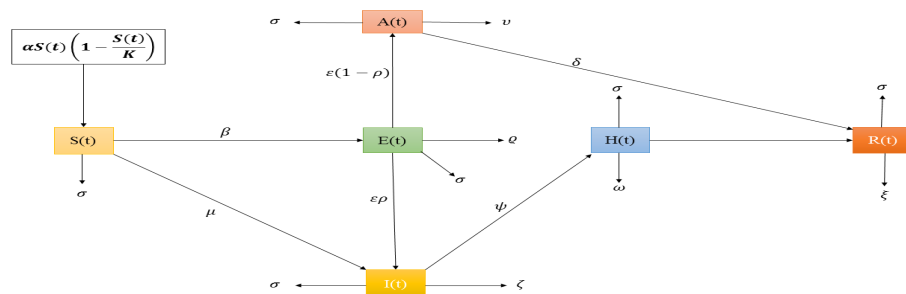 σ
A(t)
υ
αS(t) (1 − S(t)/K)
ε(1 − ρ)
δ
σ
σ
S(t)
β
E(t)
ϱ
H(t)
R(t)
σ
σ
ω
ξ
μ
ερ
ψ
σ
I(t)
ζ